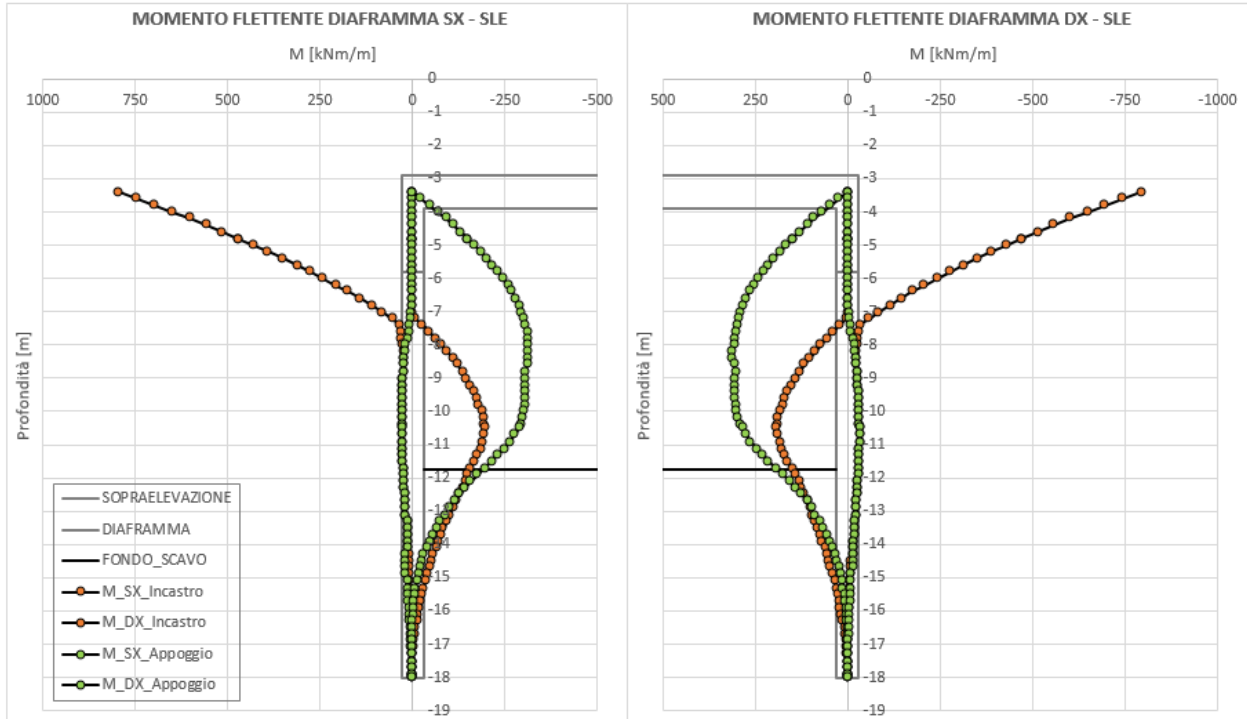 MOMENTO FLETTENTE DIAFRAMMA SX - SLE
M [kNm/m]
0
1000 750 500 250 0 -250 -500
-1
-2
-3
-4
-5
-6
-7
-8
-9
-10
-11
-12
-13
-14
-15
-16
-17
-18
-19
Profondità [m]
SOPRAELEVAZIONE
DIAFRAMMA
FONDO_SCAVO
M_SX_Incastro
M_DX_Incastro
M_SX_Appoggio
M_DX_Appoggio
MOMENTO FLETTENTE DIAFRAMMA DX - SLE
M [kNm/m]
0
500 250 0 -250 -500 -750 -1000
-1
-2
-3
-4
-5
-6
-7
-8
-9
-10
-11
-12
-13
-14
-15
-16
-17
-18
-19
Profondità [m]